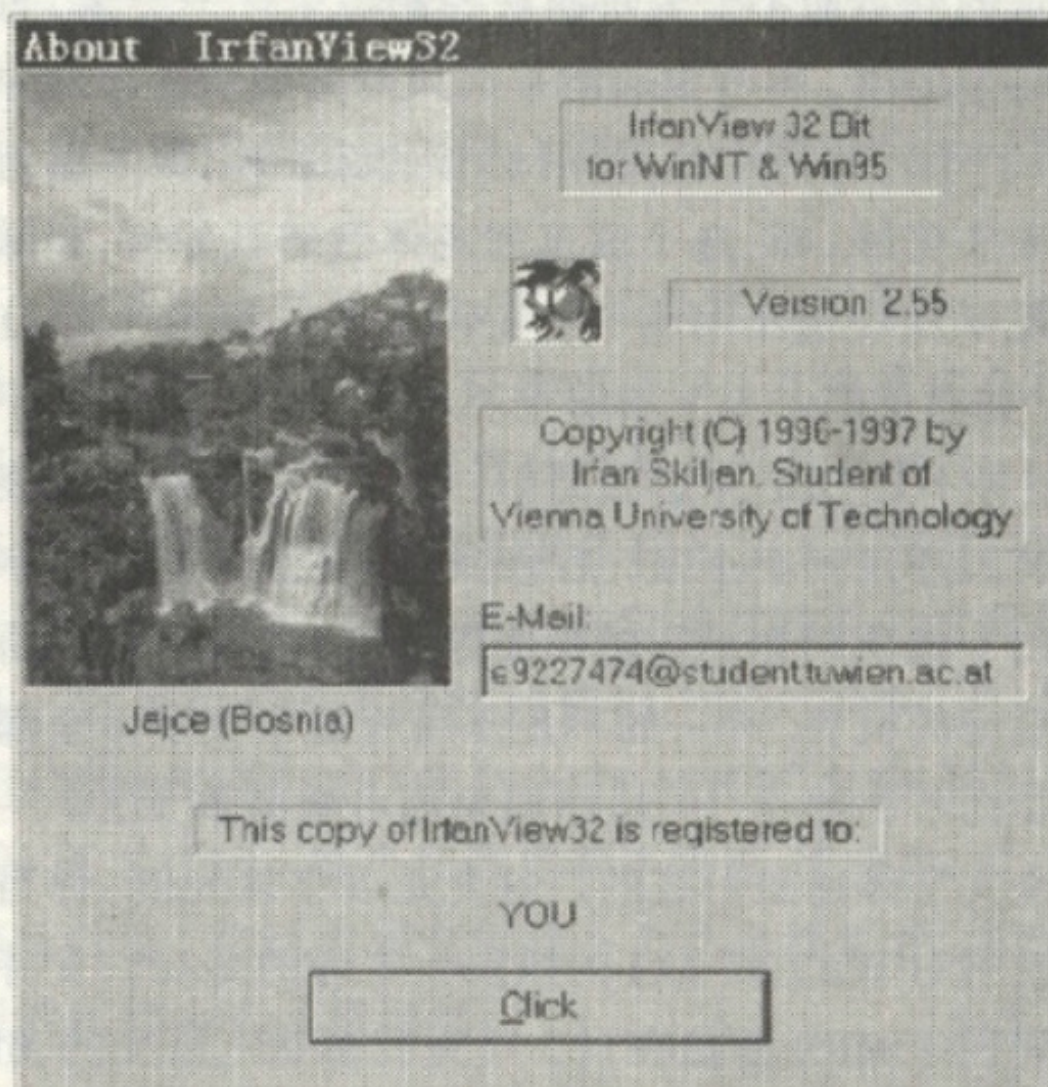 About IrfanView32
IrfanView 32 Bit
for WinNT & Win95
Version 2.55
Copyright (C) 1996-1997 by
Irfan Skiljan, Student of
Vienna University of Technology
E-Mail:
e9227474@student.tuwien.ac.at
Jajce (Bosnia)
This copy of IrfanView32 is registered to:
YOU
Click